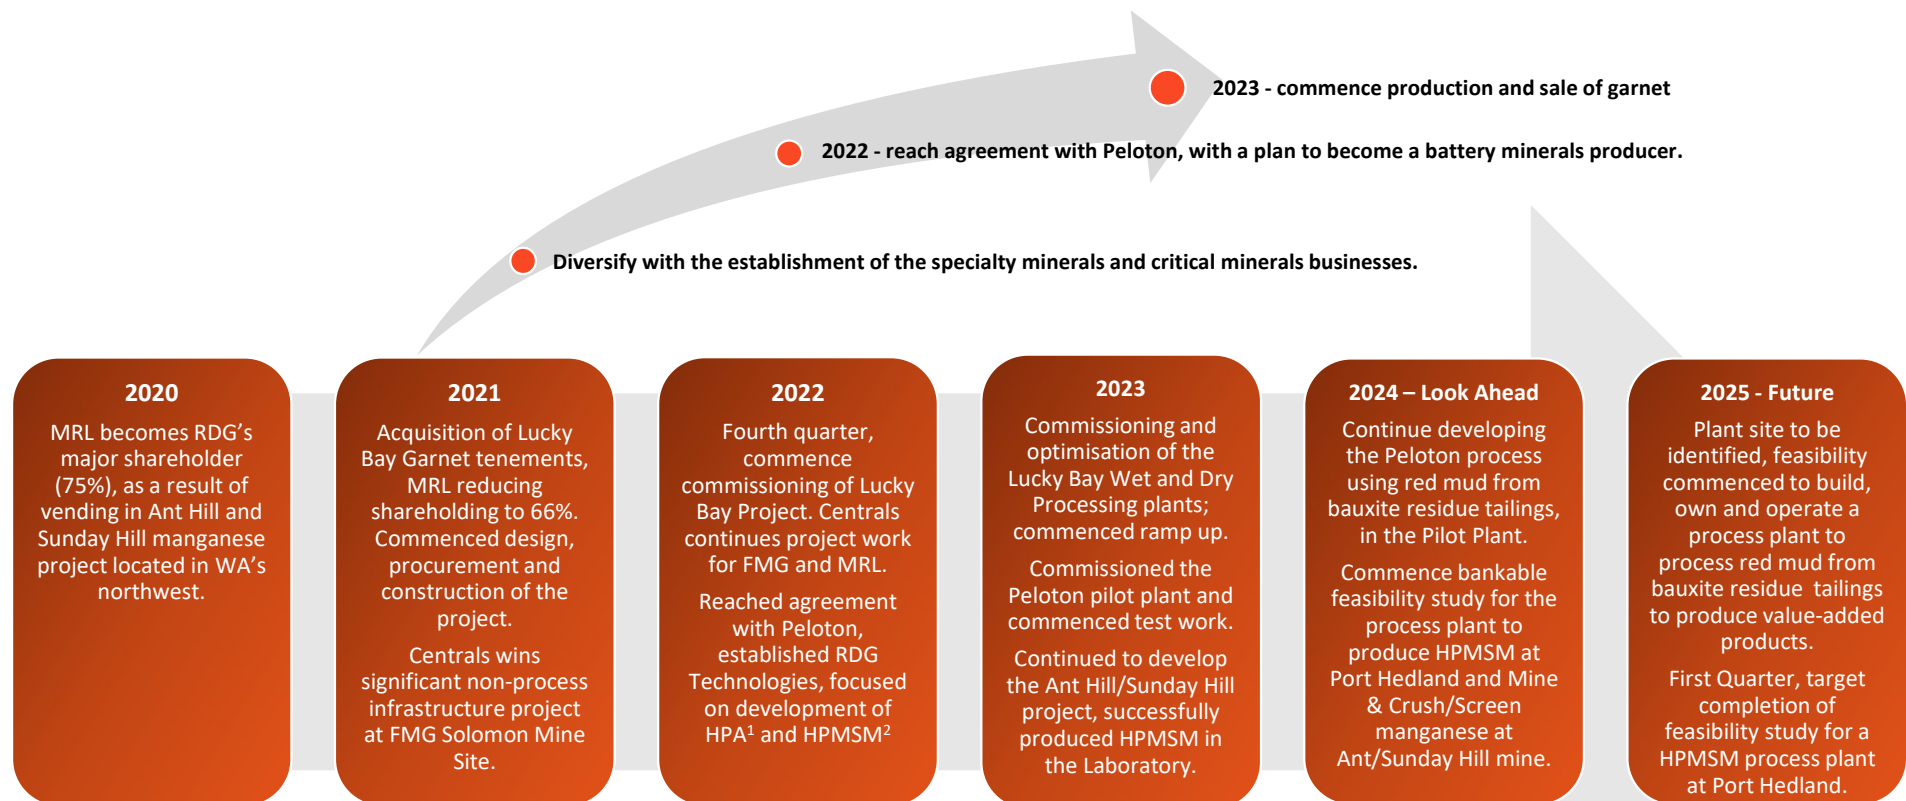 2023 - commence production and sale of garnet
2022 - reach agreement with Peloton, with a plan to become a battery minerals producer.
Diversify with the establishment of the specialty minerals and critical minerals businesses.
2020
MRL becomes RDG's
major shareholder
(75%), as a result of
vending in Ant Hill and
Sunday Hill manganese
project located in WA's
northwest.
2021
Acquisition of Lucky
Bay Garnet tenements,
MRL reducing
shareholding to 66%.
Commenced design,
procurement and
construction of the
project.
Centrals wins
significant non-process
infrastructure project
at FMG Solomon Mine
Site.
2022
Fourth quarter,
commence
commissioning of Lucky
Bay Project. Centrals
continues project work
for FMG and MRL.
Reached agreement
with Peloton,
established RDG
Technologies, focused
on development of
HPA¹ and HPMSM²
2023
Commissioning and
optimisation of the
Lucky Bay Wet and Dry
Processing plants;
commenced ramp up.
Commissioned the
Peloton pilot plant and
commenced test work.
Continued to develop
the Ant Hill/Sunday Hill
project, successfully
produced HPMSM in
the Laboratory.
2024 – Look Ahead
Continue developing
the Peloton process
using red mud from
bauxite residue tailings,
in the Pilot Plant.
Commence bankable
feasibility study for the
process plant to
produce HPMSM at
Port Hedland and Mine
& Crush/Screen
manganese at
Ant/Sunday Hill mine.
2025 - Future
Plant site to be
identified, feasibility
commenced to build,
own and operate a
process plant to
process red mud from
bauxite residue tailings
to produce value-added
products.
First Quarter, target
completion of
feasibility study for a
HPMSM process plant
at Port Hedland.